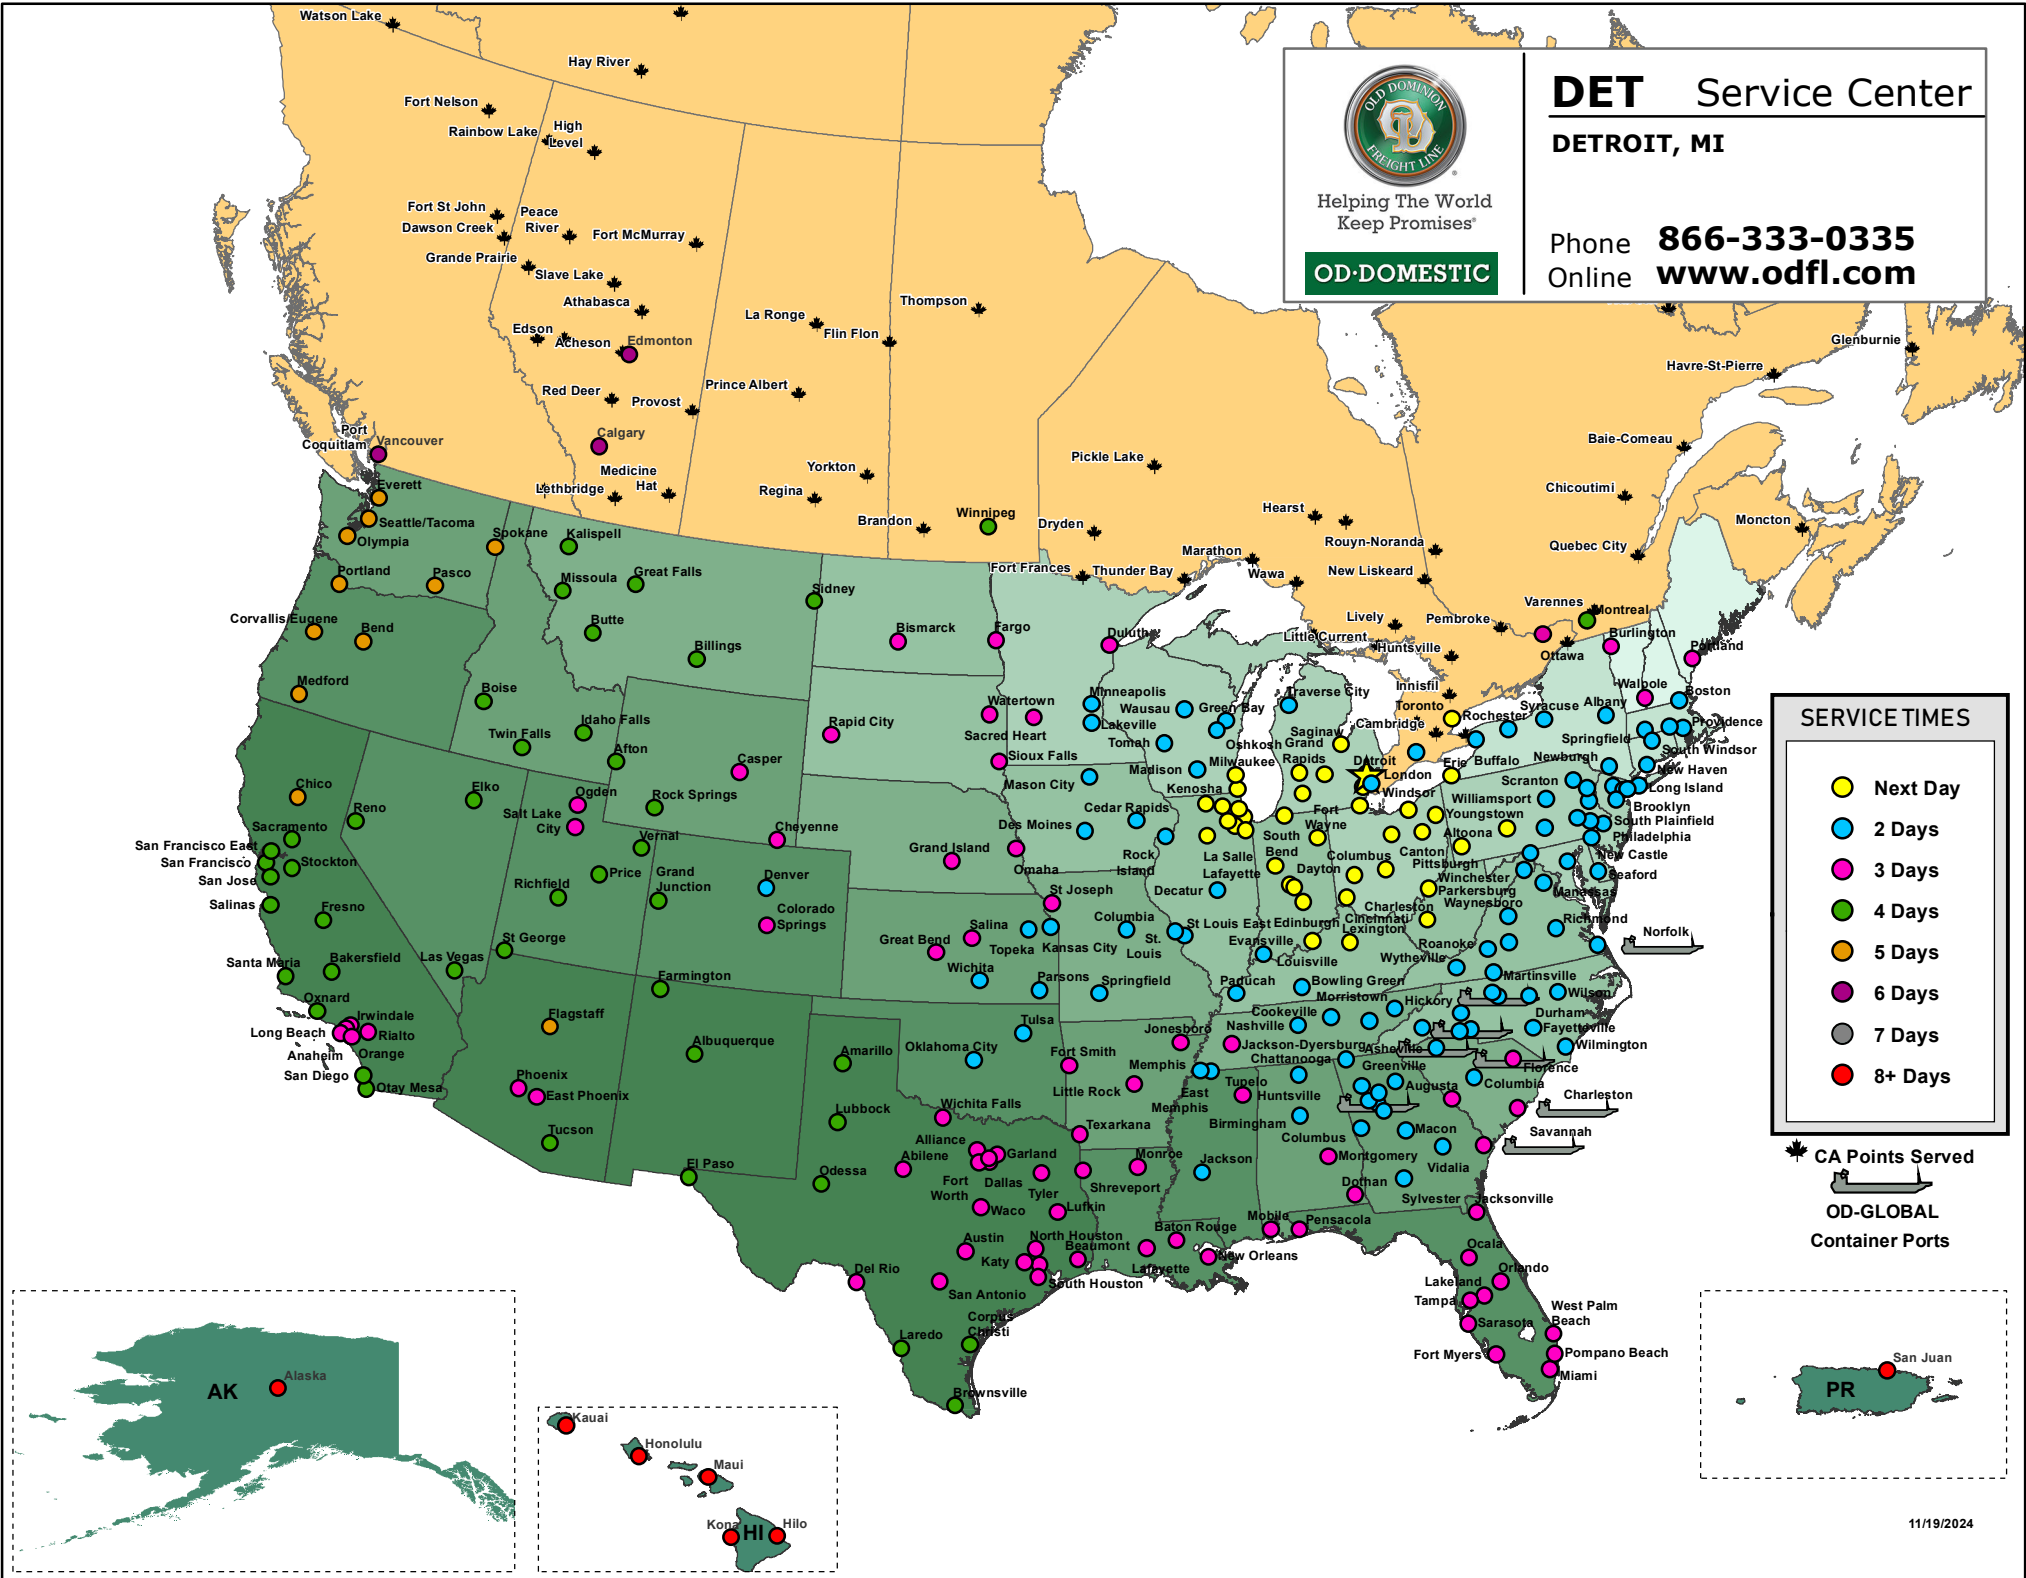 Watson Lake
Hay River
Fort Nelson
Rainbow Lake
High
Level
Fort St John
Peace
River
Dawson Creek
Fort McMurray
Grande Prairie
Slave Lake
Athabasca
Edson
Acheson
Edmonton
La Ronge
Flin Flon
Thompson
Red Deer
Provost
Prince Albert
Port
Coquitlam
Vancouver
Calgary
Medicine
Hat
Lethbridge
Yorkton
Regina
Brandon
Winnipeg
Dryden
Pickle Lake
Fort Frances
Thunder Bay
Marathon
Wawa
Hearst
Rouyn-Noranda
New Liskeard
Lively
Little Current
Pembroke
Huntsville
Innisfil
Toronto
Cambridge
London
Windsor
Ottawa
Varennes
Montreal
Quebec City
Chicoutimi
Baie-Comeau
Havre-St-Pierre
Glenburnie
Moncton
OLD DOMINION
FREIGHT LINE
Helping The World
Keep Promises®
OD·DOMESTIC
DET Service Center
DETROIT, MI
Phone 866-333-0335
Online www.odfl.com
Everett
Seattle/Tacoma
Olympia
Spokane
Portland
Pasco
Corvallis/Eugene
Bend
Medford
Kalispell
Missoula
Great Falls
Butte
Billings
Sidney
Boise
Idaho Falls
Twin Falls
Afton
Casper
Rock Springs
Cheyenne
Chico
Reno
Elko
Ogden
Salt Lake
City
Vernal
Price
Richfield
St George
Grand
Junction
Denver
Colorado
Springs
Sacramento
San Francisco East
San Francisco
Stockton
San Jose
Salinas
Fresno
Santa Maria
Bakersfield
Las Vegas
Oxnard
Irwindale
Long Beach
Rialto
Anaheim
Orange
San Diego
Otay Mesa
Flagstaff
Phoenix
East Phoenix
Tucson
Farmington
Albuquerque
El Paso
Bismarck
Fargo
Duluth
Watertown
Rapid City
Sacred Heart
Sioux Falls
Minneapolis
Lakeville
Wausau
Green Bay
Tomah
Oshkosh
Madison
Milwaukee
Kenosha
Mason City
Cedar Rapids
Des Moines
Rock
Island
Grand Island
Omaha
St Joseph
Salina
Great Bend
Topeka
Kansas City
Wichita
Parsons
Columbia
St.
Louis
St Louis East
Springfield
La Salle
Lafayette
Decatur
South
Bend
Fort
Wayne
Traverse City
Saginaw
Grand
Rapids
Detroit
Edinburgh
Evansville
Louisville
Lexington
Cincinnati
Dayton
Columbus
Canton
Youngstown
Erie
Pittsburgh
Altoona
Parkersburg
Charleston
Winchester
Waynesboro
Manassas
Richmond
Norfolk
Roanoke
Wytheville
Martinsville
Buffalo
Rochester
Syracuse
Albany
Burlington
Portland
Walpole
Boston
Providence
Springfield
South Windsor
New Haven
Newburgh
Long Island
Brooklyn
Scranton
Williamsport
South Plainfield
Philadelphia
New Castle
Seaford
Paducah
Bowling Green
Morristown
Cookeville
Nashville
Hickory
Wilson
Durham
Fayetteville
Wilmington
Asheville
Florence
Greenville
Columbia
Charleston
Savannah
Augusta
Jackson-Dyersburg
Chattanooga
Jonesboro
Memphis
East
Memphis
Tupelo
Huntsville
Birmingham
Columbus
Macon
Vidalia
Sylvester
Montgomery
Dothan
Jackson
Fort Smith
Little Rock
Tulsa
Oklahoma City
Amarillo
Lubbock
Wichita Falls
Texarkana
Monroe
Shreveport
Alliance
Abilene
Garland
Fort
Worth
Dallas
Tyler
Odessa
Waco
Lufkin
Austin
North Houston
Katy
Beaumont
South Houston
San Antonio
Del Rio
Corpus
Christi
Laredo
Brownsville
Baton Rouge
Lafayette
New Orleans
Mobile
Pensacola
Jacksonville
Ocala
Orlando
Lakeland
Tampa
Sarasota
Fort Myers
West Palm
Beach
Pompano Beach
Miami
SERVICE TIMES
Next Day
2 Days
3 Days
4 Days
5 Days
6 Days
7 Days
8+ Days
CA Points Served
OD-GLOBAL
Container Ports
AK
Alaska
Kauai
Honolulu
Maui
Kona
HI
Hilo
San Juan
PR
11/19/2024